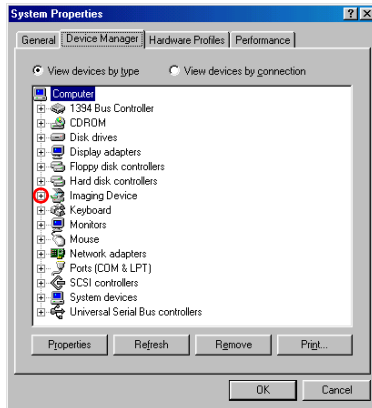 System Properties
General Device Manager Hardware Profiles Performance
View devices by type View devices by connection
Computer
1394 Bus Controller
CDROM
Disk drives
Display adapters
Floppy disk controllers
Hard disk controllers
Imaging Device
Keyboard
Monitors
Mouse
Network adapters
Ports (COM & LPT)
SCSI controllers
System devices
Universal Serial Bus controllers
Properties Refresh Remove Print...
OK Cancel